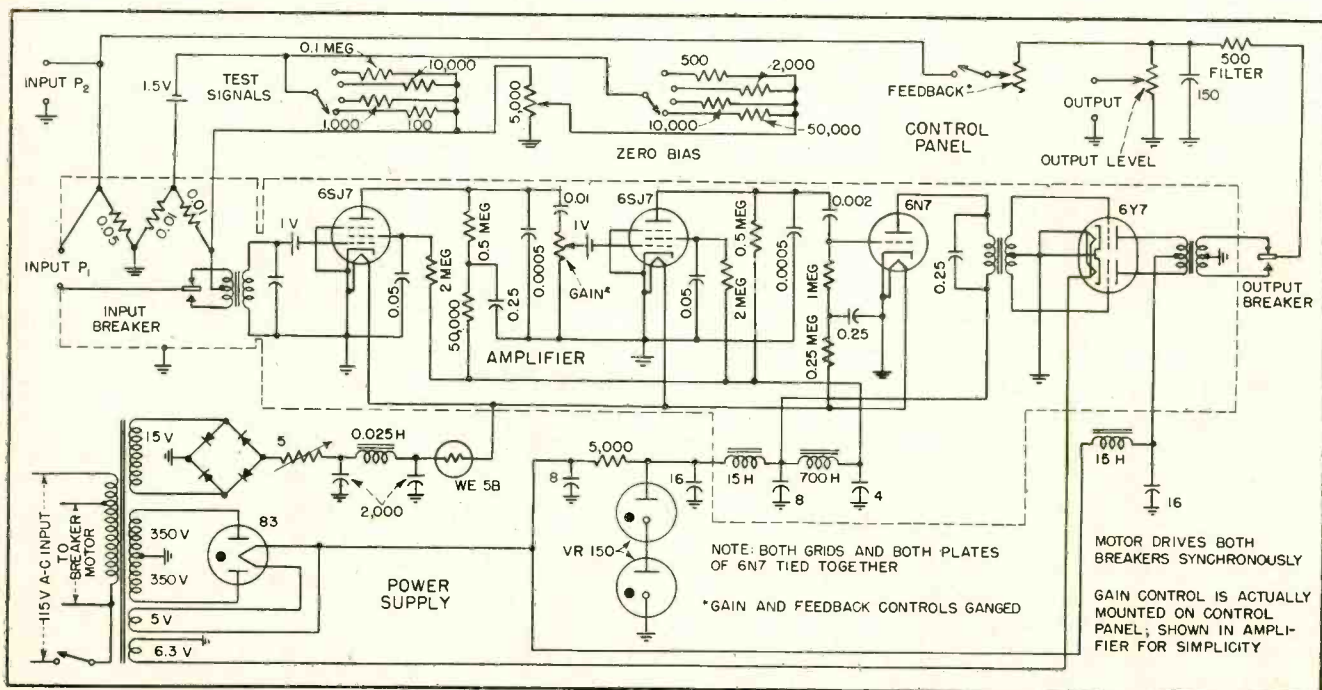 INPUT P2
1.5V
TEST
SIGNALS
0.1 MEG
10,000
1,000
100
5,000
500
2,000
10,000
50,000
ZERO BIAS
FEEDBACK*
CONTROL
PANEL
OUTPUT
OUTPUT LEVEL
150
500
FILTER
0.05
0.01
0.01
INPUT P1
INPUT
BREAKER
1V
6SJ7
0.05
2 MEG
0.5 MEG
50,000
0.25
0.0005
0.01
GAIN*
AMPLIFIER
1V
6SJ7
0.05
2 MEG
0.5 MEG
0.0005
0.002
1 MEG
0.25 MEG
0.25
6N7
0.25
6Y7
OUTPUT
BREAKER
115V A-C INPUT
TO
BREAKER
MOTOR
15 V
5
0.025H
2,000
WE 5B
350 V
350 V
83
5 V
6.3 V
POWER
SUPPLY
8
5,000
16
15 H
8
700H
4
VR 150
15 H
16
NOTE: BOTH GRIDS AND BOTH PLATES
OF 6N7 TIED TOGETHER
*GAIN AND FEEDBACK CONTROLS GANGED
MOTOR DRIVES BOTH
BREAKERS SYNCHRONOUSLY
GAIN CONTROL IS ACTUALLY
MOUNTED ON CONTROL
PANEL; SHOWN IN AMPLI-
FIER FOR SIMPLICITY